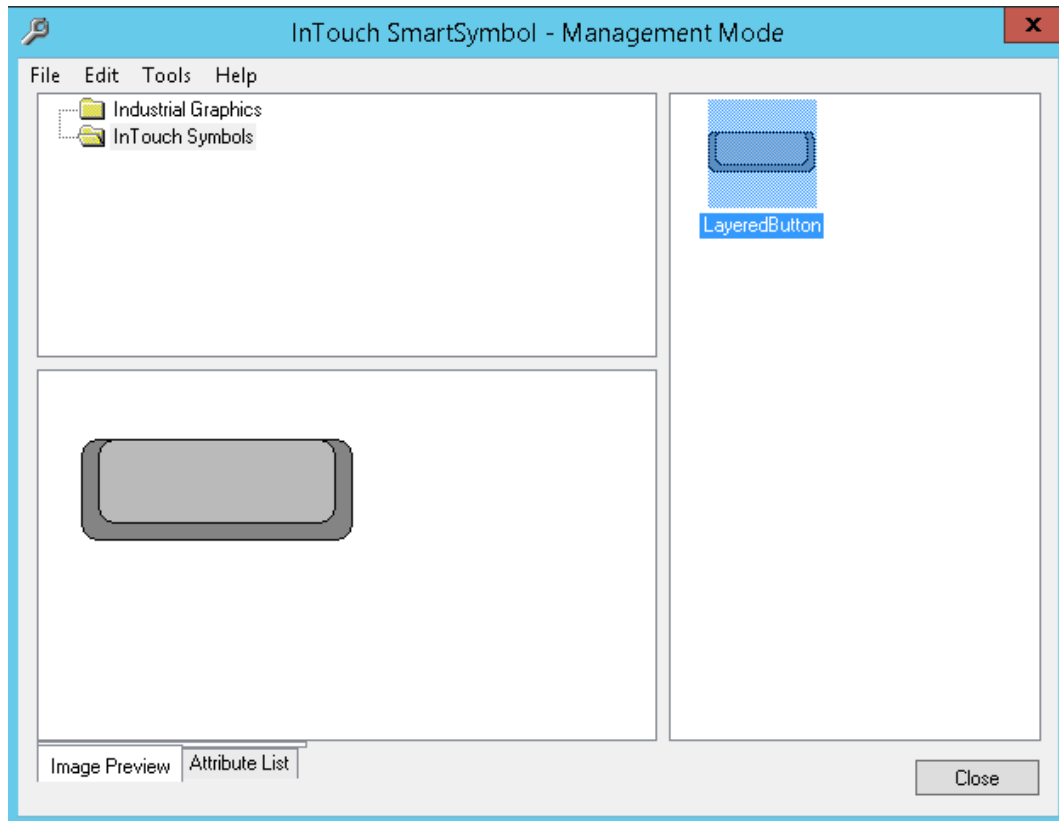 InTouch SmartSymbol - Management Mode
x
File Edit Tools Help
Industrial Graphics
InTouch Symbols
LayeredButton
Image Preview Attribute List
Close